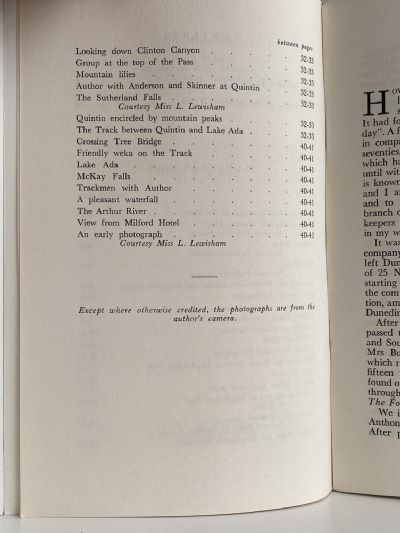 between pages
Looking down Clinton Canyon . . . . . 32-33
Group at the top of the Pass . . . . . 32-33
Mountain lilies . . . . . . . 32-33
Author with Anderson and Skinner at Quintin . . 32-33
The Sutherland Falls . . . . . . 32-33
Courtesy Miss L. Lewisham
Quintin encircled by mountain peaks . . . . 32-33
The Track between Quintin and Lake Ada . . . 32-33
Crossing Tree Bridge . . . . . . 40-41
Friendly weka on the Track . . . . . 40-41
Lake Ada . . . . . . . . 40-41
McKay Falls . . . . . . . 40-41
Trackmen with Author . . . . . . 40-41
A pleasant waterfall . . . . . . 40-41
The Arthur River . . . . . . . 40-41
View from Milford Hotel . . . . . 40-41
An early photograph . . . . . . 40-41
Courtesy Miss L. Lewisham
Except where otherwise credited, the photographs are from the
author's camera.
It had fo
day". A f
in compa
seventies,
which ha
until wit
is known
and I a
and to
branch o
keepers
in my w
It was
company
left Dun
of 25 N
starting
the com
tion, am
Dunedin
After
passed t
and Sou
Mrs Bu
which r
fifteen
found o
through
The Fo
We i
Anthon
After p